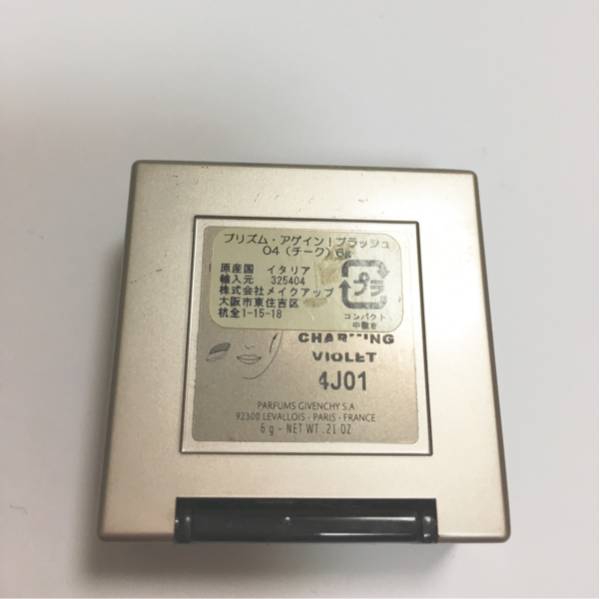 プリズム・アゲイン！ブラッシュ
04（チーク）6g
原産国 イタリア
輸入元 325404
株式会社メイクアップ
大阪市東住吉区
杭全1-15-18
プラ
コンパクト
中敷き
CHARMING
VIOLET
4J01
PARFUMS GIVENCHY S.A
92300 LEVALLOIS - PARIS - FRANCE
6 g - NET WT .21 OZ